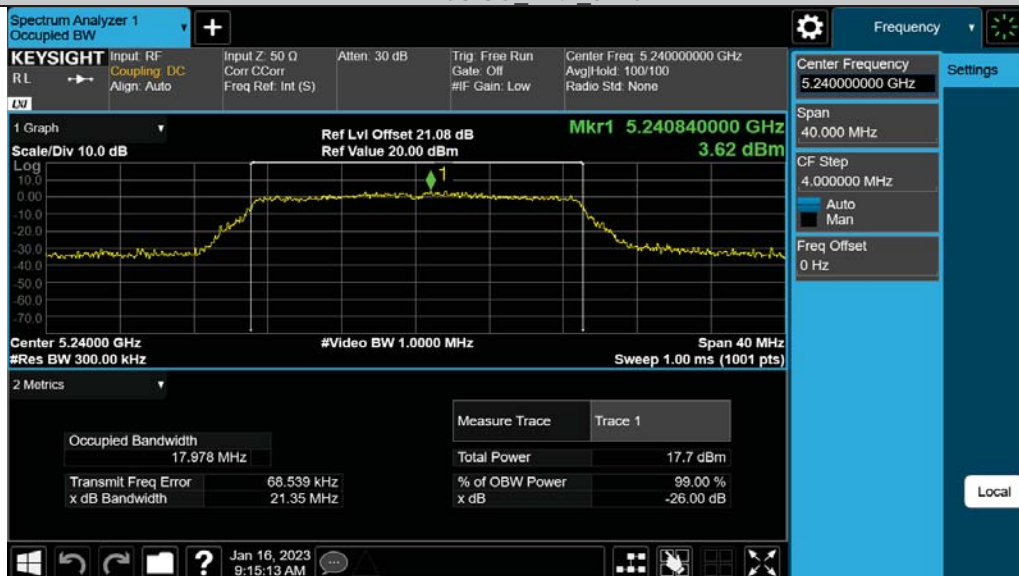 Spectrum Analyzer 1
Occupied BW
+
Frequency
KEYSIGHT
RL
LXI
Input: RF
Coupling: DC
Align: Auto
Input Z: 50 Ω
Corr CCorr
Freq Ref: Int (S)
Atten: 30 dB
Trig: Free Run
Gate: Off
#IF Gain: Low
Center Freq: 5.240000000 GHz
Avg|Hold: 100/100
Radio Std: None
Center Frequency
5.240000000 GHz
Settings
Span
40.000 MHz
CF Step
4.000000 MHz
Auto
Man
Freq Offset
0 Hz
Local
1 Graph
Scale/Div 10.0 dB
Ref Lvl Offset 21.08 dB
Ref Value 20.00 dBm
Mkr1 5.240840000 GHz
3.62 dBm
Log
10.0
0.00
-10.0
-20.0
-30.0
-40.0
-50.0
-60.0
-70.0
1
Center 5.24000 GHz
#Res BW 300.00 kHz
#Video BW 1.0000 MHz
Span 40 MHz
Sweep 1.00 ms (1001 pts)
2 Metrics
Measure Trace Trace 1
Occupied Bandwidth
17.978 MHz
Total Power 17.7 dBm
Transmit Freq Error 68.539 kHz
% of OBW Power 99.00 %
x dB Bandwidth 21.35 MHz
x dB -26.00 dB
?
Jan 16, 2023
9:15:13 AM